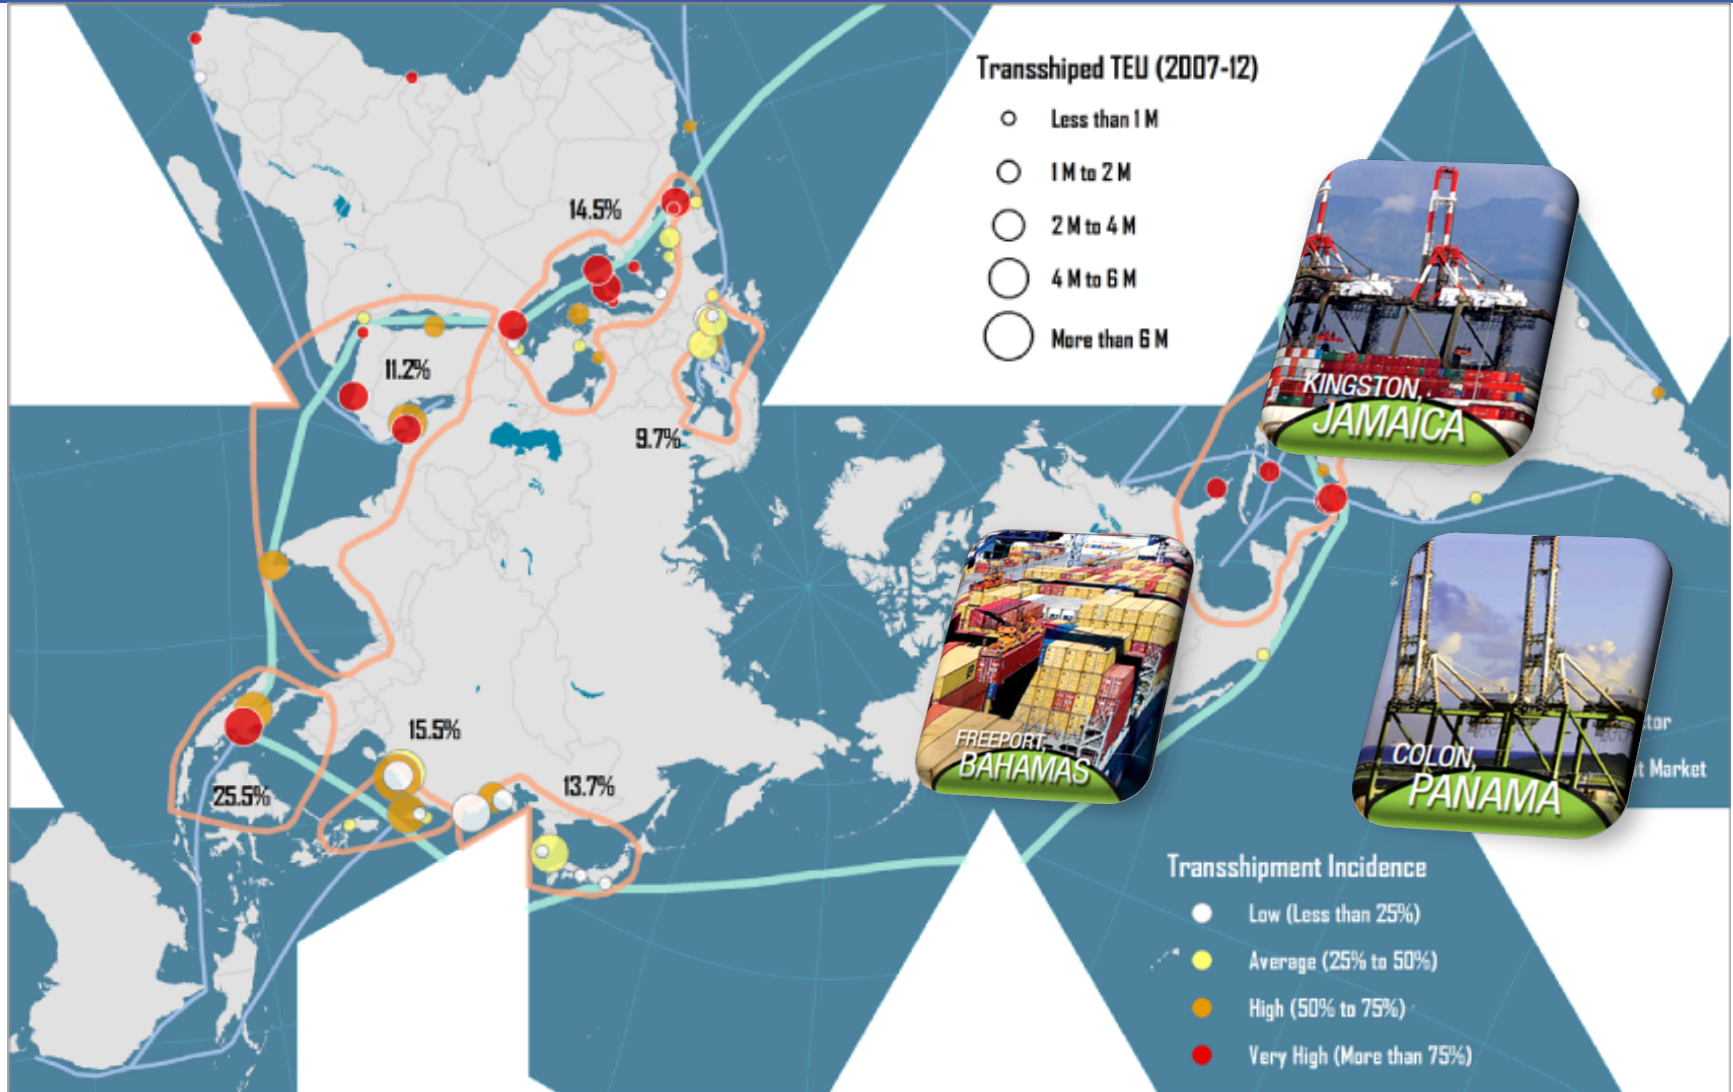 Transshiped TEU (2007-12)
Less than 1 M
1 M to 2 M
2 M to 4 M
4 M to 6 M
More than 6 M
14.5%
11.2%
9.7%
15.5%
25.5%
13.7%
KINGSTON,
JAMAICA
FREEPORT,
BAHAMAS
COLON,
PANAMA
Market
Transshipment Incidence
Low (Less than 25%)
Average (25% to 50%)
High (50% to 75%)
Very High (More than 75%)